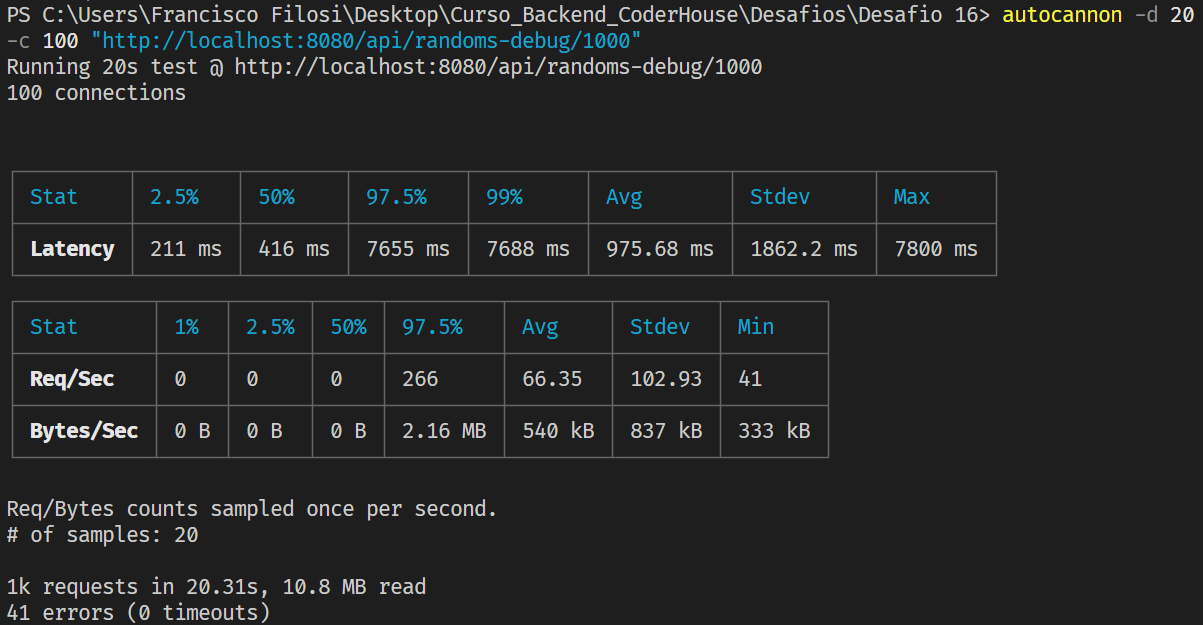 PS C:\Users\Francisco Filosi\Desktop\Curso_Backend_CoderHouse\Desafios\Desafio 16> autocannon -d 20
-c 100 "http://localhost:8080/api/randoms-debug/1000"
Running 20s test @ http://localhost:8080/api/randoms-debug/1000
100 connections
Stat 2.5% 50% 97.5% 99% Avg Stdev Max
Latency 211 ms 416 ms 7655 ms 7688 ms 975.68 ms 1862.2 ms 7800 ms
Stat 1% 2.5% 50% 97.5% Avg Stdev Min
Req/Sec 0 0 0 266 66.35 102.93 41
Bytes/Sec 0 B 0 B 0 B 2.16 MB 540 kB 837 kB 333 kB
Req/Bytes counts sampled once per second.
# of samples: 20
1k requests in 20.31s, 10.8 MB read
41 errors (0 timeouts)